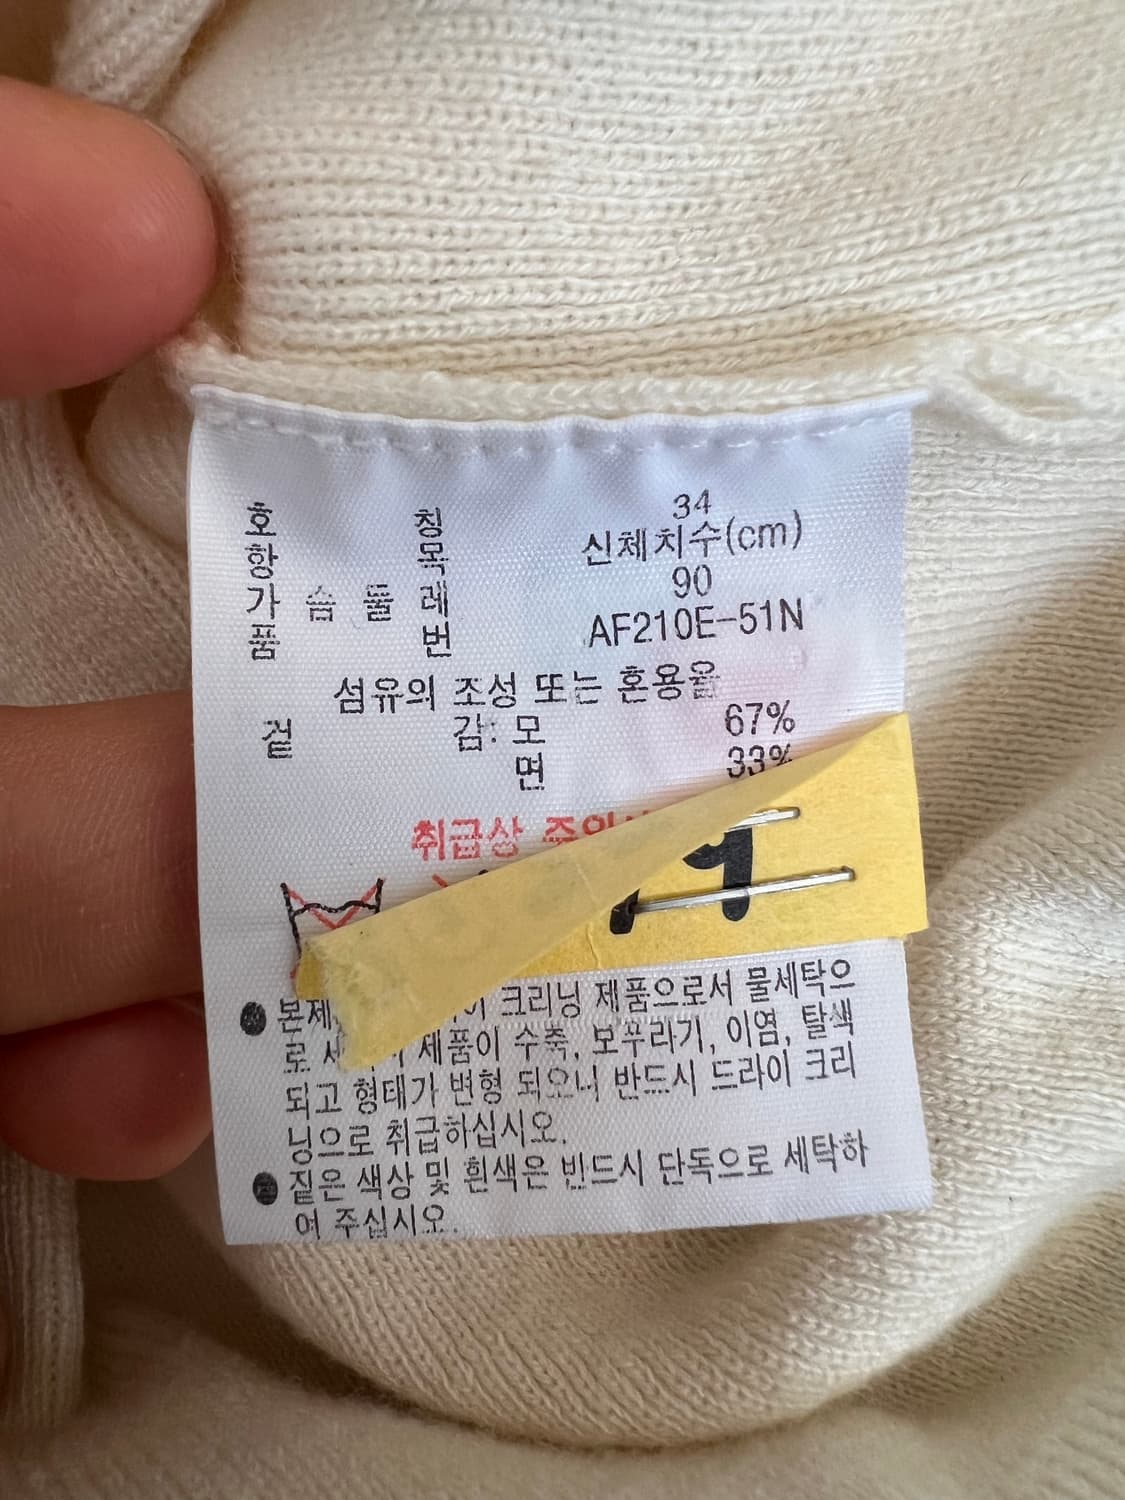 호 칭 34
항 목 신체치수(cm)
가 슴 둘 레 90
품 번 AF210E-51N
섬유의 조성 또는 혼용율
겉 감: 모 67%
면 33%
취급상
크리닝 제품으로서 물세탁으
로 제품이 수축, 보푸라기, 이염, 탈색
되고 형태가 변형 되오니 반드시 드라이 크리
닝으로 취급하십시오.
● 짙은 색상 및 흰색은 반드시 단독으로 세탁하
여 주십시오.